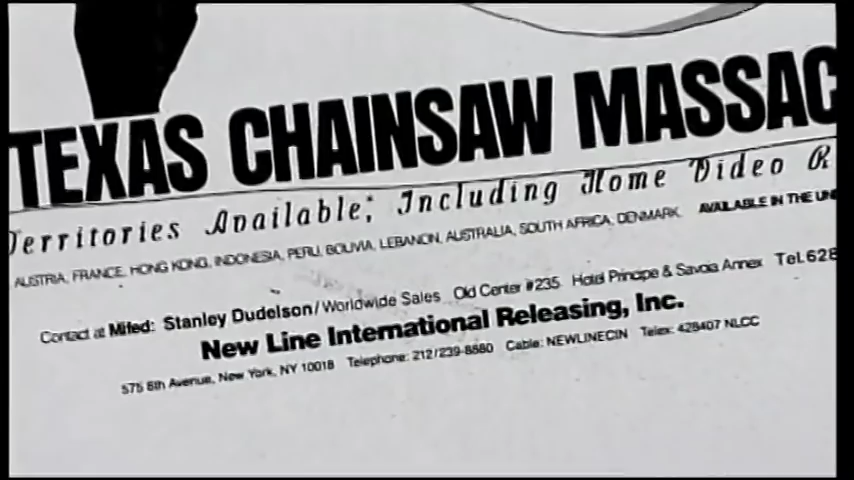 TEXAS CHAINSAW MASSAC
Territories Available; Including Home Video R
AUSTRIA, FRANCE, HONG KONG, INDONESIA, PERU, BOLIVIA, LEBANON, AUSTRALIA, SOUTH AFRICA, DENMARK. AVAILABLE IN THE UN
Contact at Mifed: Stanley Dudelson/Worldwide Sales Old Center #235 Hotel Principe & Savoia Annex Tel. 628
New Line International Releasing, Inc.
575 8th Avenue, New York, NY 10018 Telephone: 212/239-8880 Cable: NEWLINECIN Telex: 428407 NLCC